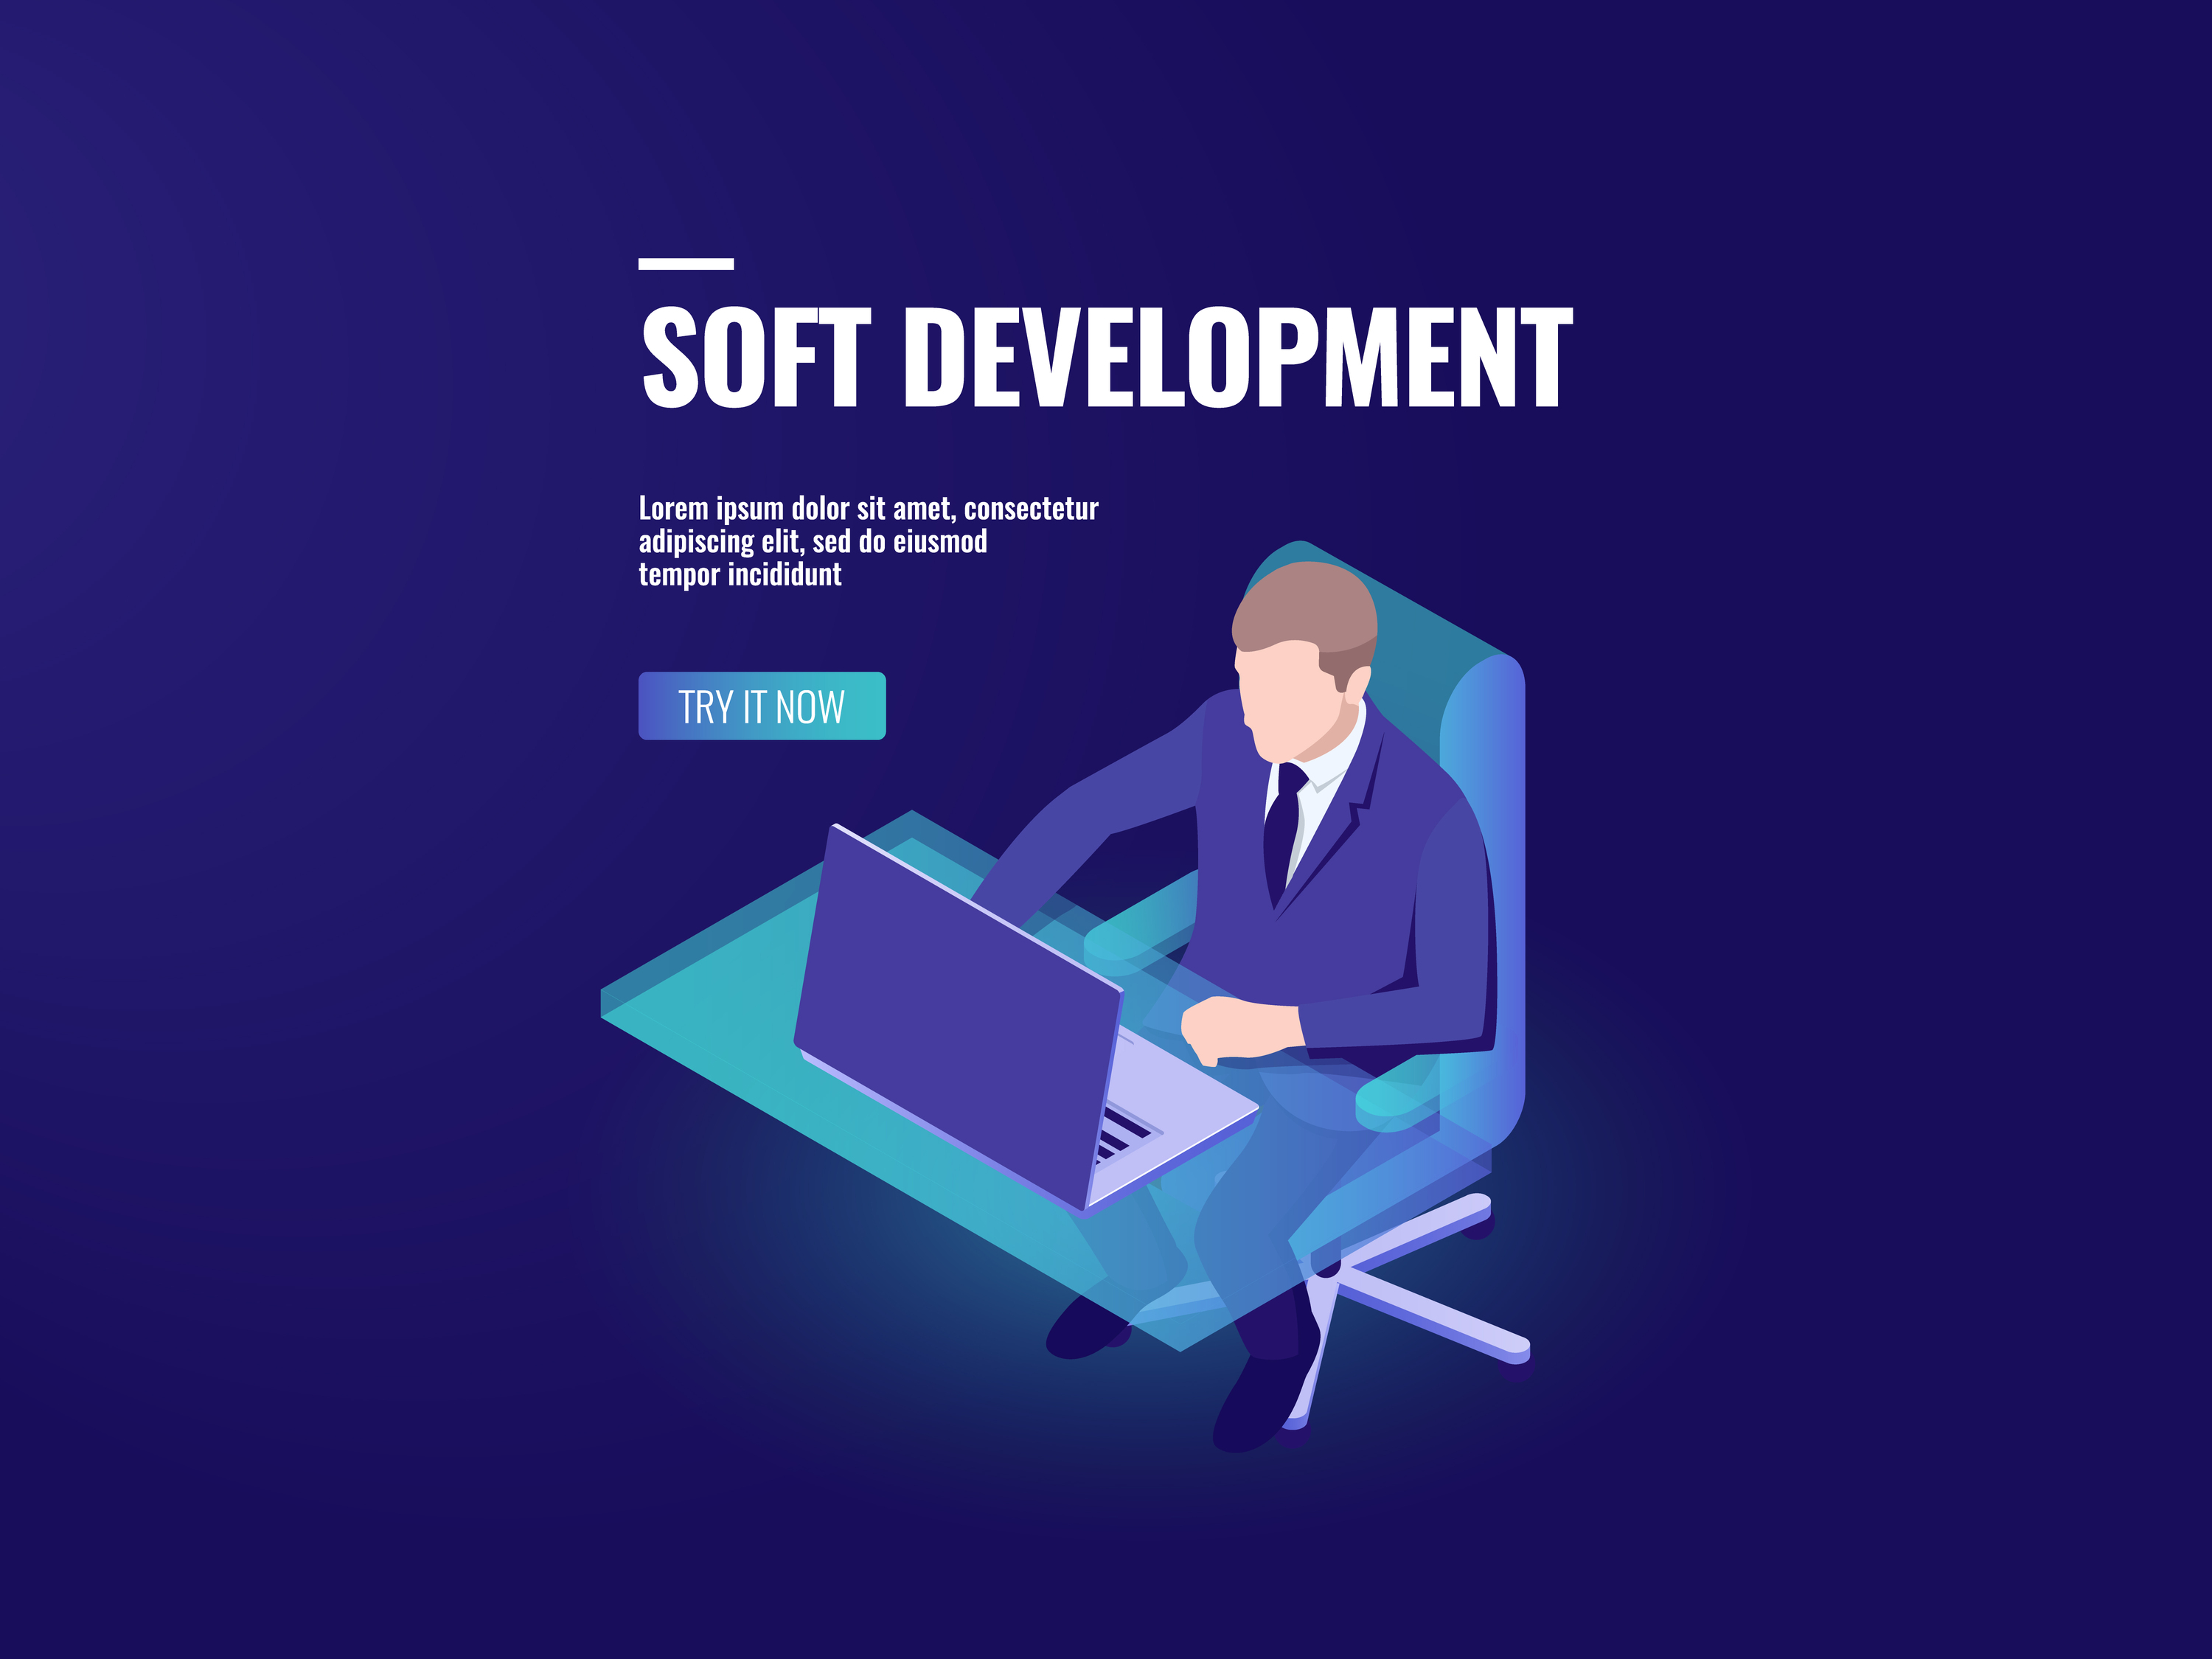 SOFT DEVELOPMENT
Lorem ipsum dolor sit amet, consectetur
adipiscing elit, sed do eiusmod
tempor incididunt
TRY IT NOW